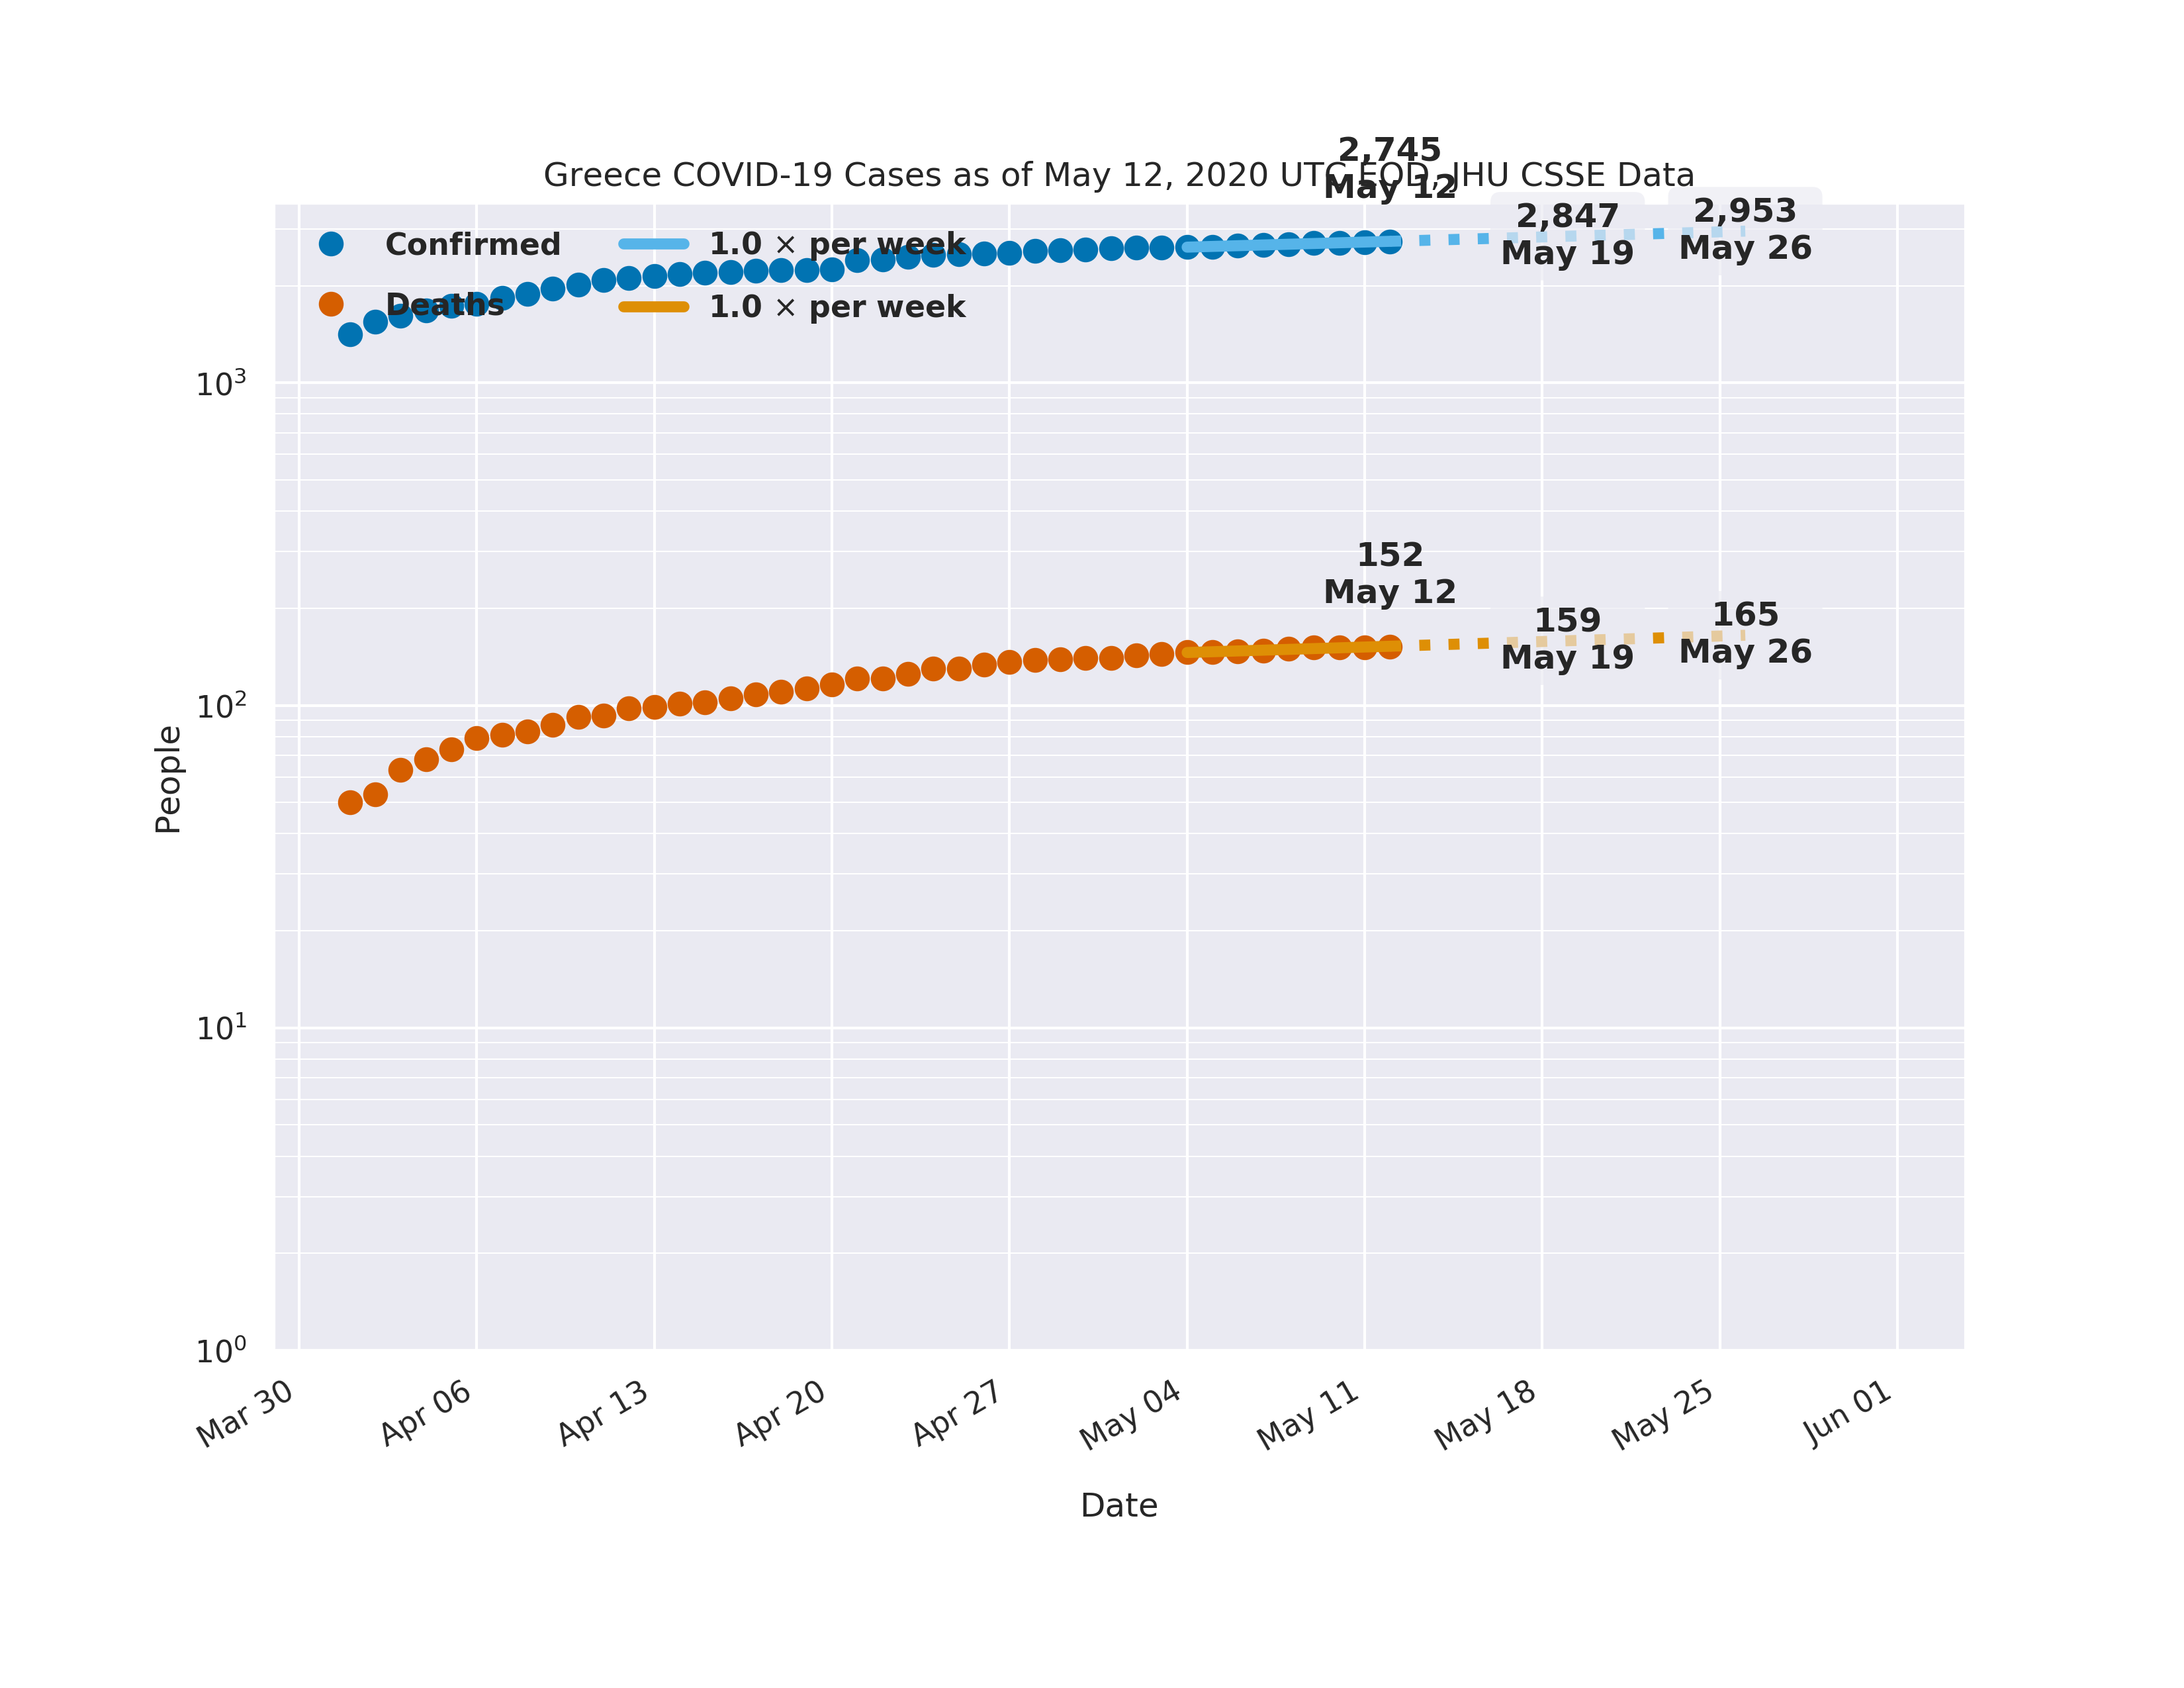 2,745
May 12
Greece COVID-19 Cases as of May 12, 2020 UTC EOD, JHU CSSE Data
2,847
May 19
2,953
May 26
Confirmed
1.0 × per week
Deaths
1.0 × per week
152
May 12
159
May 19
165
May 26
People
10³
10²
10¹
10⁰
Mar 30
Apr 06
Apr 13
Apr 20
Apr 27
May 04
May 11
May 18
May 25
Jun 01
Date